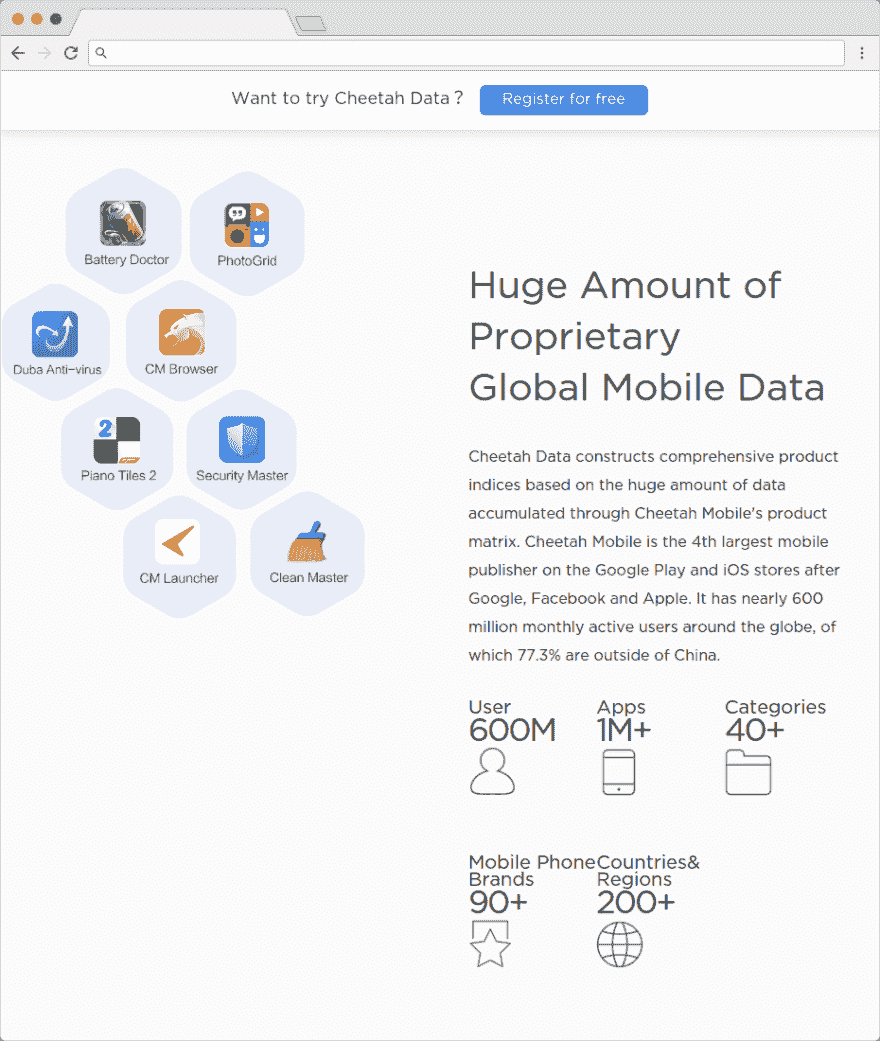 Want to try Cheetah Data ?
Register for free
Battery Doctor
PhotoGrid
Duba Anti-virus
CM Browser
2
Piano Tiles 2
Security Master
CM Launcher
Clean Master
Huge Amount of
Proprietary
Global Mobile Data
Cheetah Data constructs comprehensive product
indices based on the huge amount of data
accumulated through Cheetah Mobile's product
matrix. Cheetah Mobile is the 4th largest mobile
publisher on the Google Play and iOS stores after
Google, Facebook and Apple. It has nearly 600
million monthly active users around the globe, of
which 77.3% are outside of China.
User
600M
Apps
1M+
Categories
40+
Mobile Phone
Brands
90+
Countries&
Regions
200+